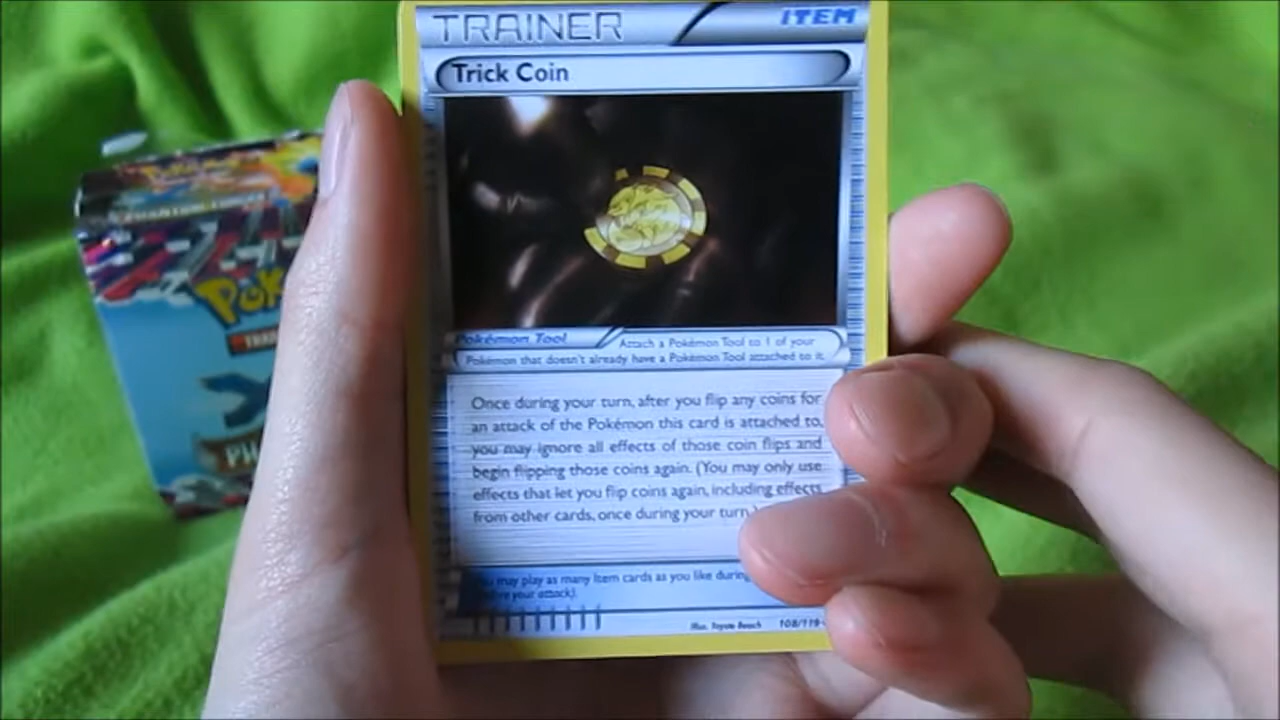 TRAINER
ITEM
Trick Coin
Pokémon Tool
Attach a Pokémon Tool to 1 of your
Pokémon that doesn't already have a Pokémon Tool attached to it.
Once during your turn, after you flip any coins for
an attack of the Pokémon this card is attached to,
you may ignore all effects of those coin flips and
begin flipping those coins again. (You may only use
effects that let you flip coins again, including effects
from other cards, once during your turn.)
may play as many Item cards as you like during
your attack).
Illus. Toyste Beach
108/119
Pok
PH